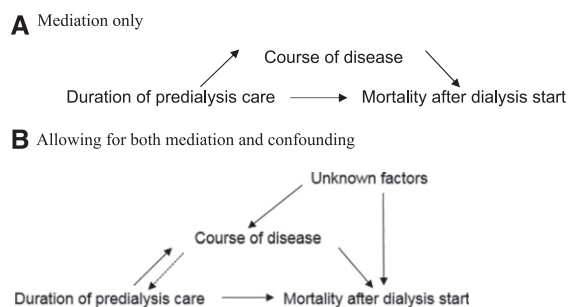 A Mediation only
Course of disease
Duration of predialysis care Mortality after dialysis start
B Allowing for both mediation and confounding
Unknown factors
Course of disease
Duration of predialysis care Mortality after dialysis start